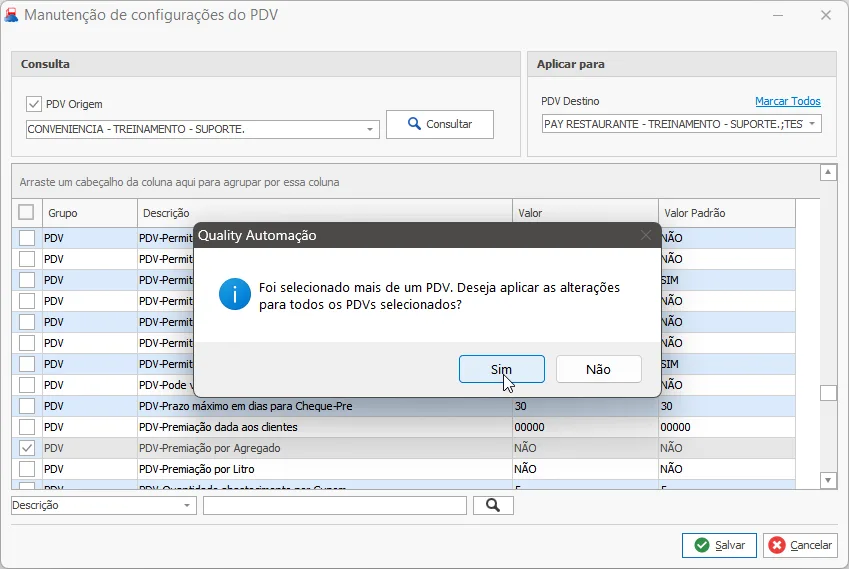 Manutenção de configurações do PDV
Consulta
Aplicar para
PDV Origem
CONVENIENCIA - TREINAMENTO - SUPORTE.
Consultar
PDV Destino
Marcar Todos
PAY RESTAURANTE - TREINAMENTO - SUPORTE.;TES
Arraste um cabeçalho da coluna aqui para agrupar por essa coluna
Grupo Descrição Valor Valor Padrão
PDV PDV-Permit NÃO
PDV PDV-Permit NÃO
PDV PDV-Permit SIM
PDV PDV-Permit NÃO
PDV PDV-Permit NÃO
PDV PDV-Permit NÃO
PDV PDV-Permit SIM
PDV PDV-Pode v NÃO
PDV PDV-Prazo máximo em dias para Cheque-Pre 30 30
PDV PDV-Premiação dada aos clientes 00000 00000
PDV PDV-Premiação por Agregado NÃO NÃO
PDV PDV-Premiação por Litro NÃO NÃO
Quality Automação
Foi selecionado mais de um PDV. Deseja aplicar as alterações
para todos os PDVs selecionados?
Sim
Não
Descrição
Salvar
Cancelar